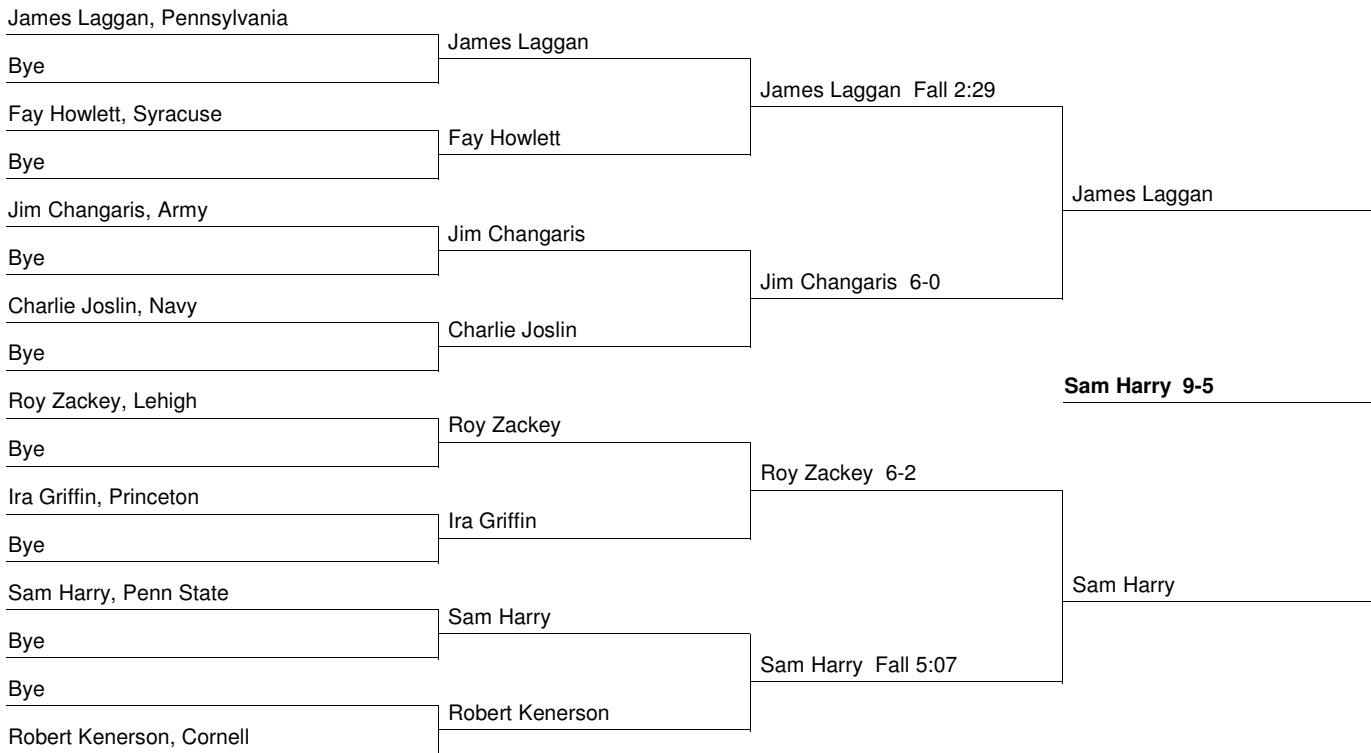 James Laggan, Pennsylvania
Bye
Fay Howlett, Syracuse
Bye
Jim Changaris, Army
Bye
Charlie Joslin, Navy
Bye
Roy Zackey, Lehigh
Bye
Ira Griffin, Princeton
Bye
Sam Harry, Penn State
Bye
Bye
Robert Kenerson, Cornell
James Laggan
Fay Howlett
Jim Changaris
Charlie Joslin
Roy Zackey
Ira Griffin
Sam Harry
Robert Kenerson
James Laggan Fall 2:29
Jim Changaris 6-0
Roy Zackey 6-2
Sam Harry Fall 5:07
James Laggan
Sam Harry 9-5
Sam Harry